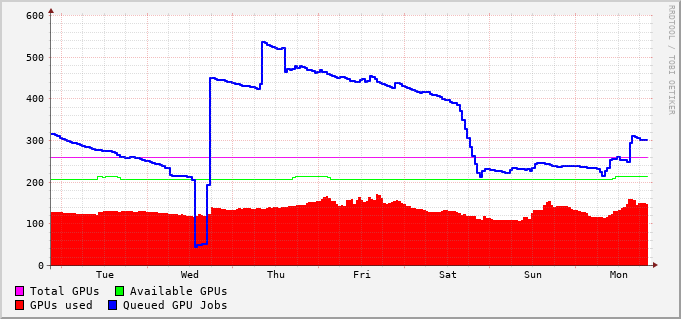 600
500
400
300
200
100
0
Tue Wed Thu Fri Sat Sun Mon
Total GPUs Available GPUs
GPUs used Queued GPU Jobs
RRDTOOL / TOBI OETIKER